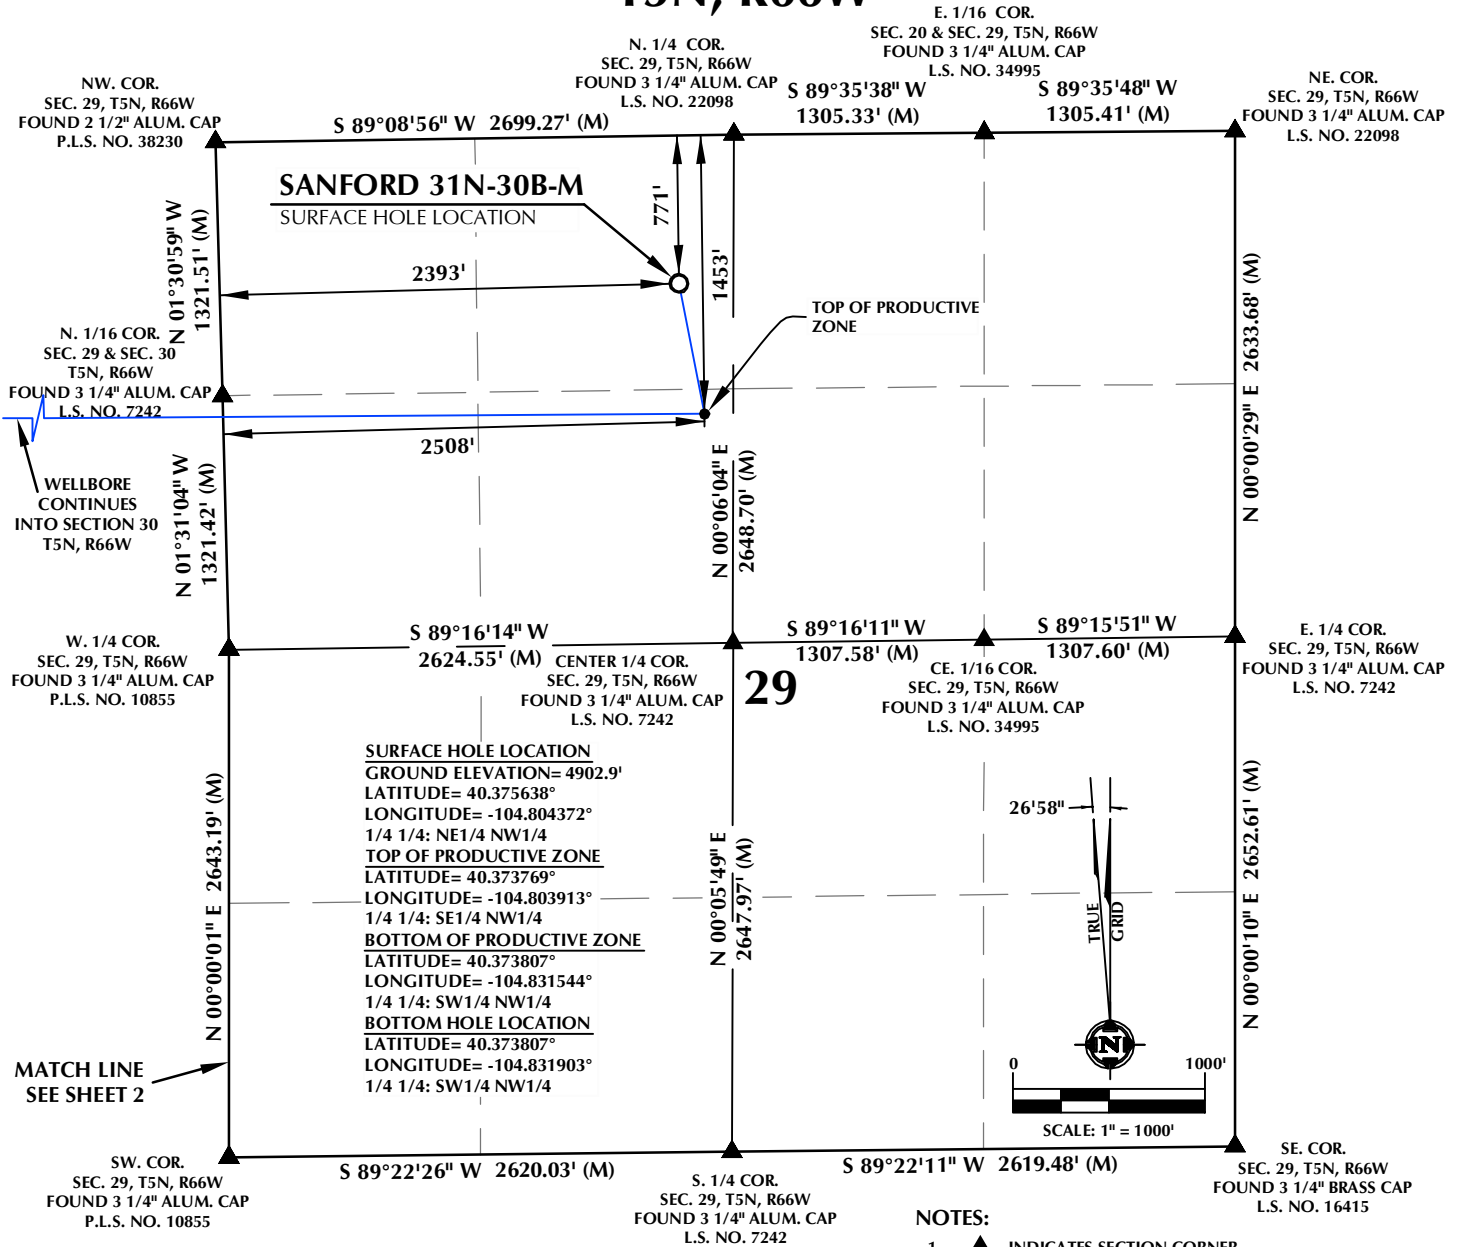 T5N, R66W
E. 1/16 COR.
SEC. 20 & SEC. 29, T5N, R66W
FOUND 3 1/4" ALUM. CAP
L.S. NO. 34995
N. 1/4 COR.
SEC. 29, T5N, R66W
FOUND 3 1/4" ALUM. CAP
L.S. NO. 22098
NW. COR.
SEC. 29, T5N, R66W
FOUND 2 1/2" ALUM. CAP
P.L.S. NO. 38230
NE. COR.
SEC. 29, T5N, R66W
FOUND 3 1/4" ALUM. CAP
L.S. NO. 22098
S 89°08'56" W 2699.27' (M)
S 89°35'38" W
1305.33' (M)
S 89°35'48" W
1305.41' (M)
SANFORD 31N-30B-M
SURFACE HOLE LOCATION
771'
1453'
2393'
N 01°30'59" W
1321.51' (M)
TOP OF PRODUCTIVE
ZONE
N 00°00'29" E 2633.68' (M)
N. 1/16 COR.
SEC. 29 & SEC. 30
T5N, R66W
FOUND 3 1/4" ALUM. CAP
L.S. NO. 7242
2508'
WELLBORE
CONTINUES
INTO SECTION 30
T5N, R66W
N 01°31'04" W
1321.42' (M)
N 00°06'04" E
2648.70' (M)
W. 1/4 COR.
SEC. 29, T5N, R66W
FOUND 3 1/4" ALUM. CAP
P.L.S. NO. 10855
S 89°16'14" W
2624.55' (M)
S 89°16'11" W
1307.58' (M)
S 89°15'51" W
1307.60' (M)
E. 1/4 COR.
SEC. 29, T5N, R66W
FOUND 3 1/4" ALUM. CAP
L.S. NO. 7242
CENTER 1/4 COR.
SEC. 29, T5N, R66W
FOUND 3 1/4" ALUM. CAP
L.S. NO. 7242
29
CE. 1/16 COR.
SEC. 29, T5N, R66W
FOUND 3 1/4" ALUM. CAP
L.S. NO. 34995
SURFACE HOLE LOCATION
GROUND ELEVATION= 4902.9'
LATITUDE= 40.375638°
LONGITUDE= -104.804372°
1/4 1/4: NE1/4 NW1/4
TOP OF PRODUCTIVE ZONE
LATITUDE= 40.373769°
LONGITUDE= -104.803913°
1/4 1/4: SE1/4 NW1/4
BOTTOM OF PRODUCTIVE ZONE
LATITUDE= 40.373807°
LONGITUDE= -104.831544°
1/4 1/4: SW1/4 NW1/4
BOTTOM HOLE LOCATION
LATITUDE= 40.373807°
LONGITUDE= -104.831903°
1/4 1/4: SW1/4 NW1/4
N 00°00'01" E 2643.19' (M)
N 00°05'49" E
2647.97' (M)
26'58"
TRUE
GRID
N
N 00°00'10" E 2652.61' (M)
MATCH LINE
SEE SHEET 2
0 1000'
SCALE: 1" = 1000'
SW. COR.
SEC. 29, T5N, R66W
FOUND 3 1/4" ALUM. CAP
P.L.S. NO. 10855
S 89°22'26" W 2620.03' (M)
S. 1/4 COR.
SEC. 29, T5N, R66W
FOUND 3 1/4" ALUM. CAP
L.S. NO. 7242
S 89°22'11" W 2619.48' (M)
SE. COR.
SEC. 29, T5N, R66W
FOUND 3 1/4" BRASS CAP
L.S. NO. 16415
NOTES:
1. INDICATES SECTION CORNER